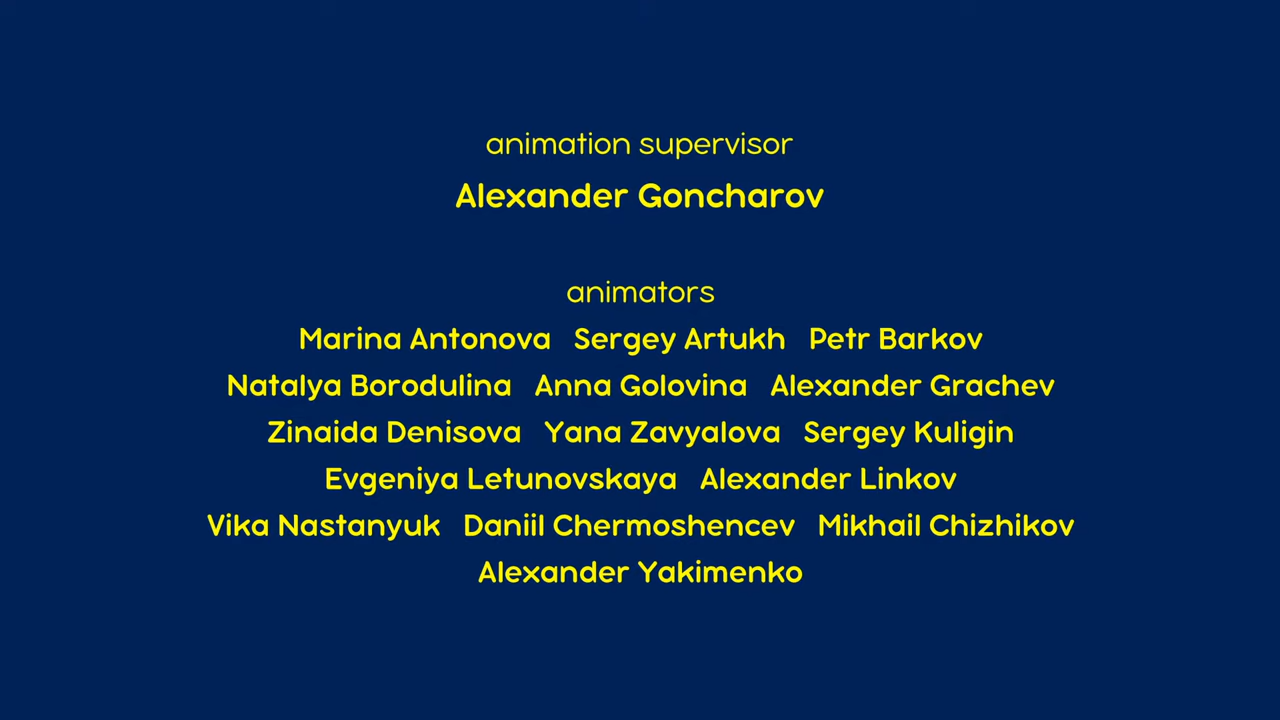 animation supervisor
Alexander Goncharov
animators
Marina Antonova Sergey Artukh Petr Barkov
Natalya Borodulina Anna Golovina Alexander Grachev
Zinaida Denisova Yana Zavyalova Sergey Kuligin
Evgeniya Letunovskaya Alexander Linkov
Vika Nastanyuk Daniil Chermoshencev Mikhail Chizhikov
Alexander Yakimenko